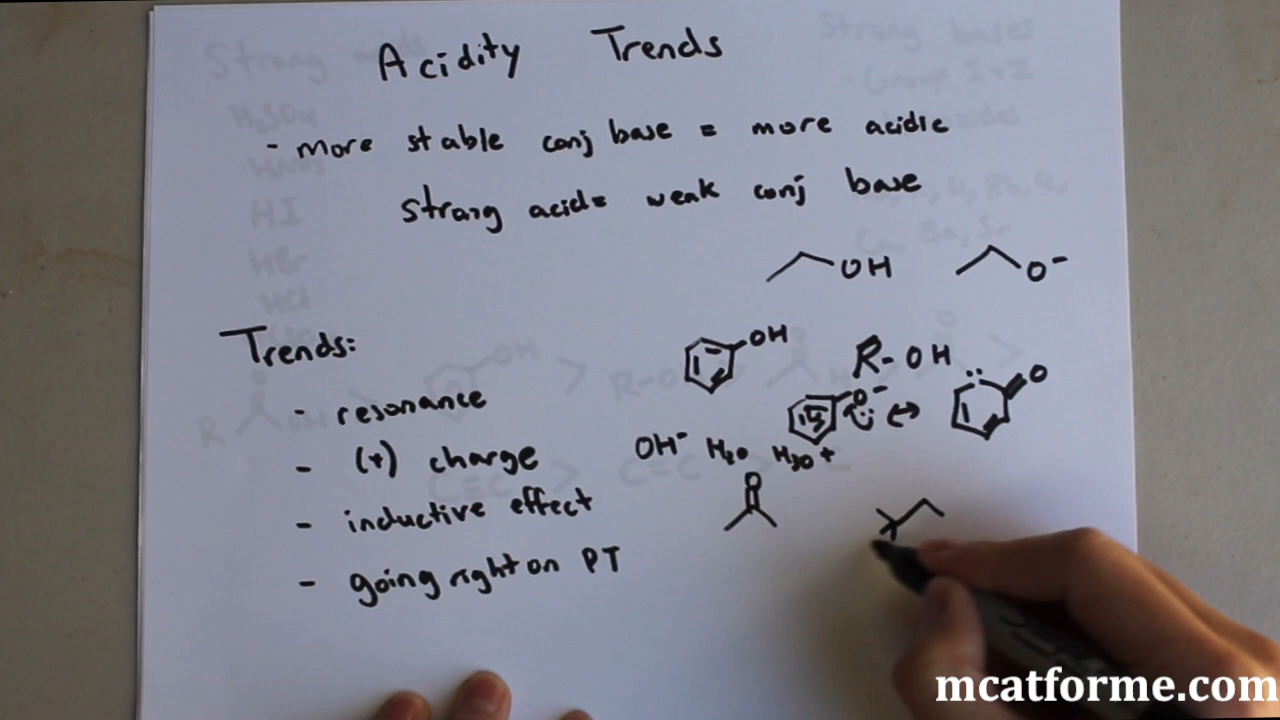 Acidity Trends
- more stable conj base = more acidic
strong acid= weak conj base
OH O-
Trends:
OH R-OH
- resonance O- ↔ O
- (+) charge OH- H2O H3O+
O
- inductive effect
- going right on PT
mcatforme.com